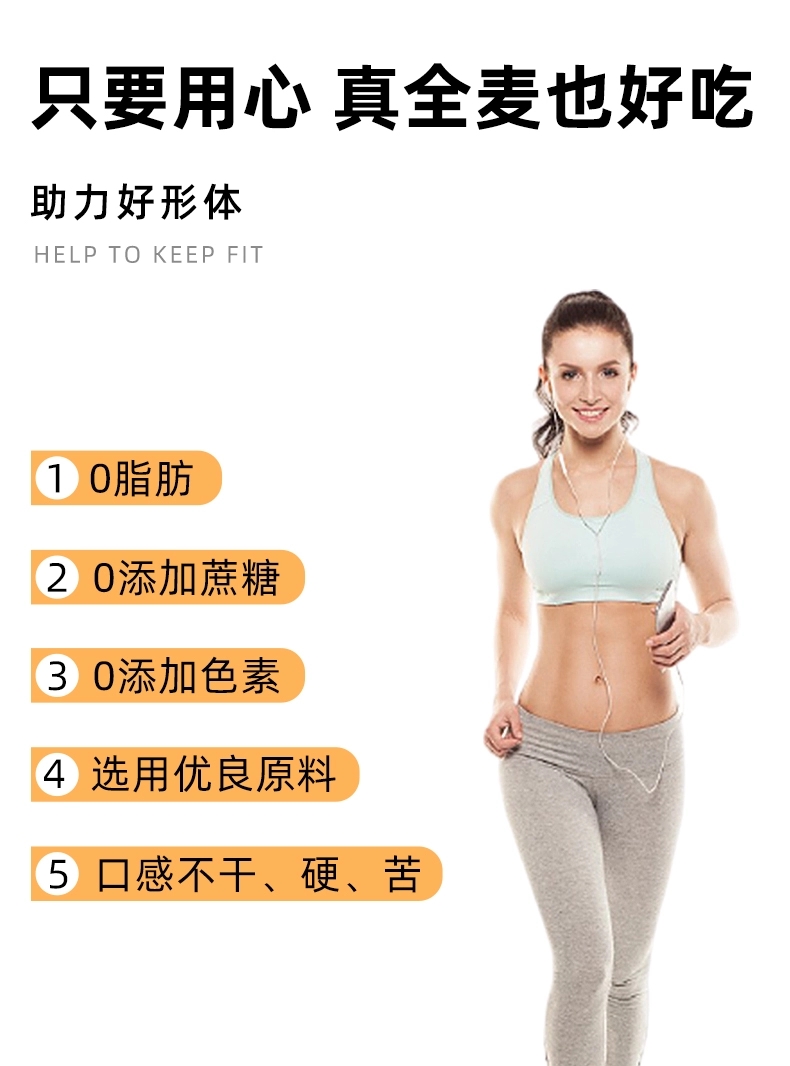 只要用心 真全麦也好吃
助力好形体
HELP TO KEEP FIT
1 0脂肪
2 0添加蔗糖
3 0添加色素
4 选用优良原料
5 口感不干、硬、苦